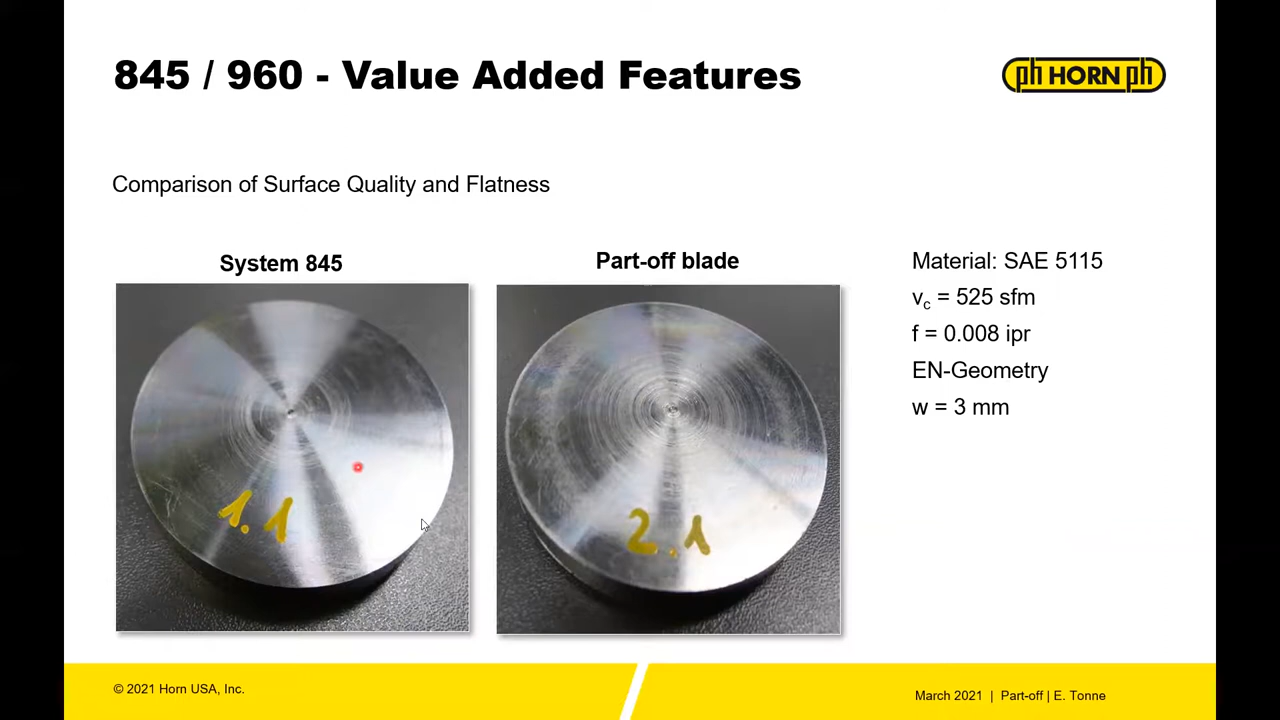 845 / 960 - Value Added Features
ph HORN ph
Comparison of Surface Quality and Flatness
System 845
Part-off blade
1.1
2.1
Material: SAE 5115
vc = 525 sfm
f = 0.008 ipr
EN-Geometry
w = 3 mm
© 2021 Horn USA, Inc.
March 2021 | Part-off | E. Tonne